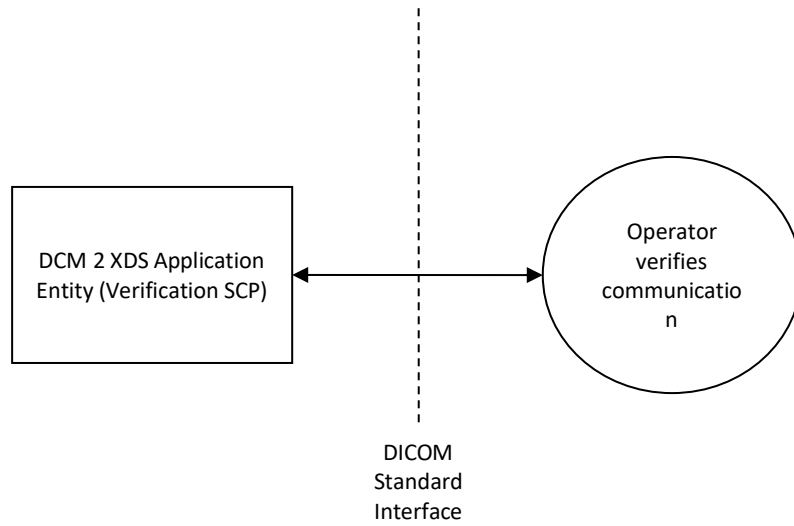 DCM 2 XDS Application
Entity (Verification SCP)
Operator
verifies
communicatio
n
DICOM
Standard
Interface